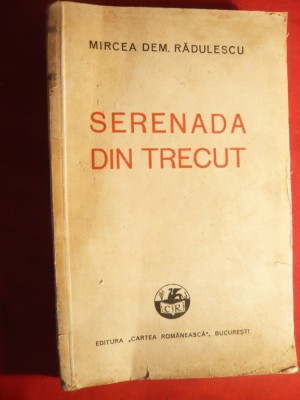 MIRCEA DEM. RĂDULESCU
SERENADA
DIN TRECUT
EDITURA „CARTEA ROMÂNEASCĂ", BUCUREȘTI